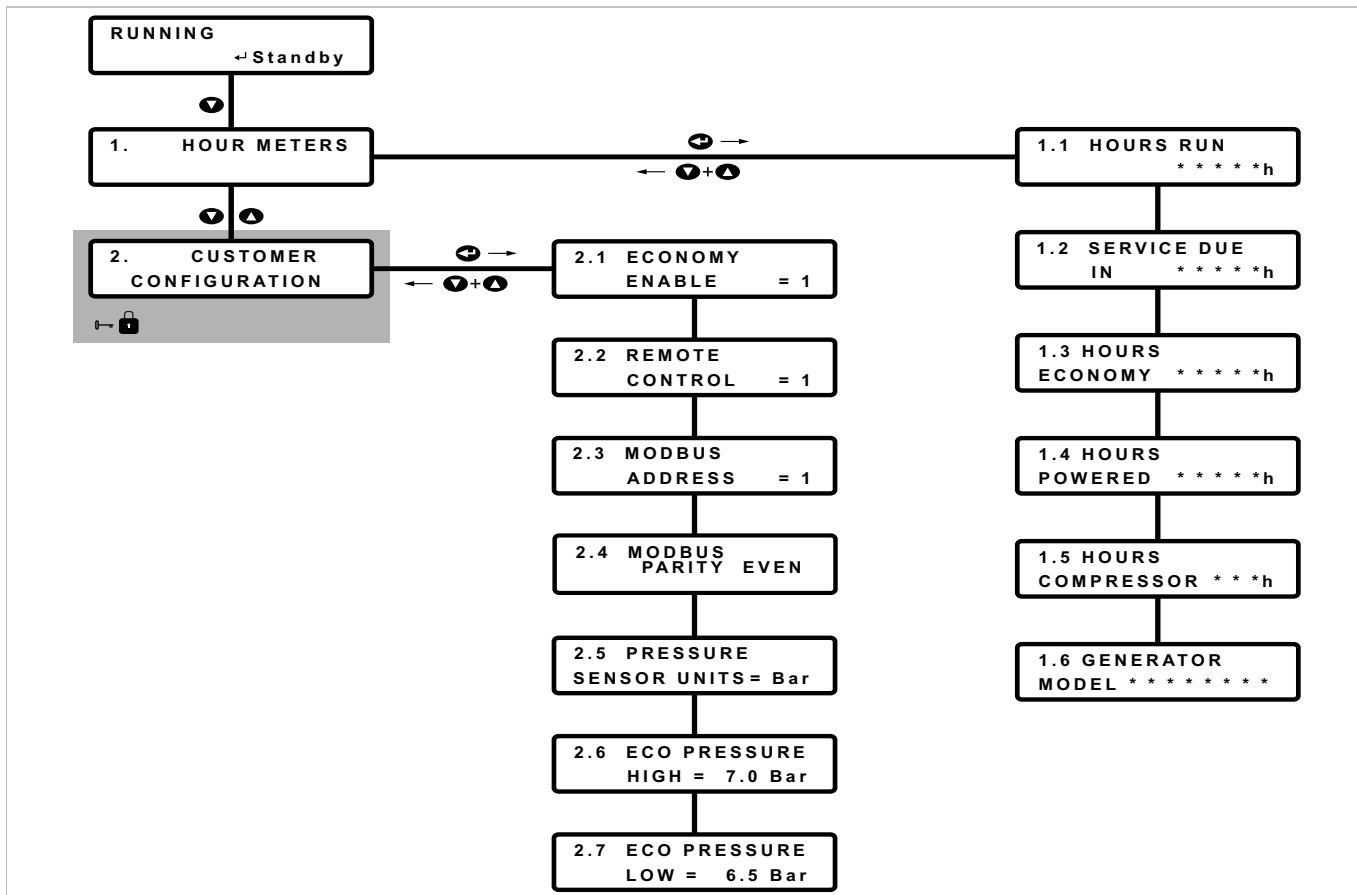 RUNNING
↵Standby
1. HOUR METERS
2. CUSTOMER
CONFIGURATION
+
+
2.1 ECONOMY
ENABLE = 1
2.2 REMOTE
CONTROL = 1
2.3 MODBUS
ADDRESS = 1
2.4 MODBUS
PARITY EVEN
2.5 PRESSURE
SENSOR UNITS = Bar
2.6 ECO PRESSURE
HIGH = 7.0 Bar
2.7 ECO PRESSURE
LOW = 6.5 Bar
1.1 HOURS RUN
* * * * *h
1.2 SERVICE DUE
IN * * * * *h
1.3 HOURS
ECONOMY * * * * *h
1.4 HOURS
POWERED * * * * *h
1.5 HOURS
COMPRESSOR * * *h
1.6 GENERATOR
MODEL * * * * * * * *